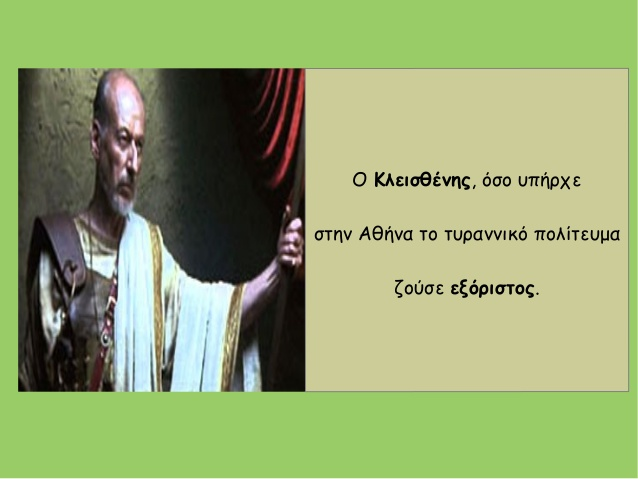 Ο Κλεισθένης, όσο υπήρχε
στην Αθήνα το τυραννικό πολίτευμα
ζούσε εξόριστος.